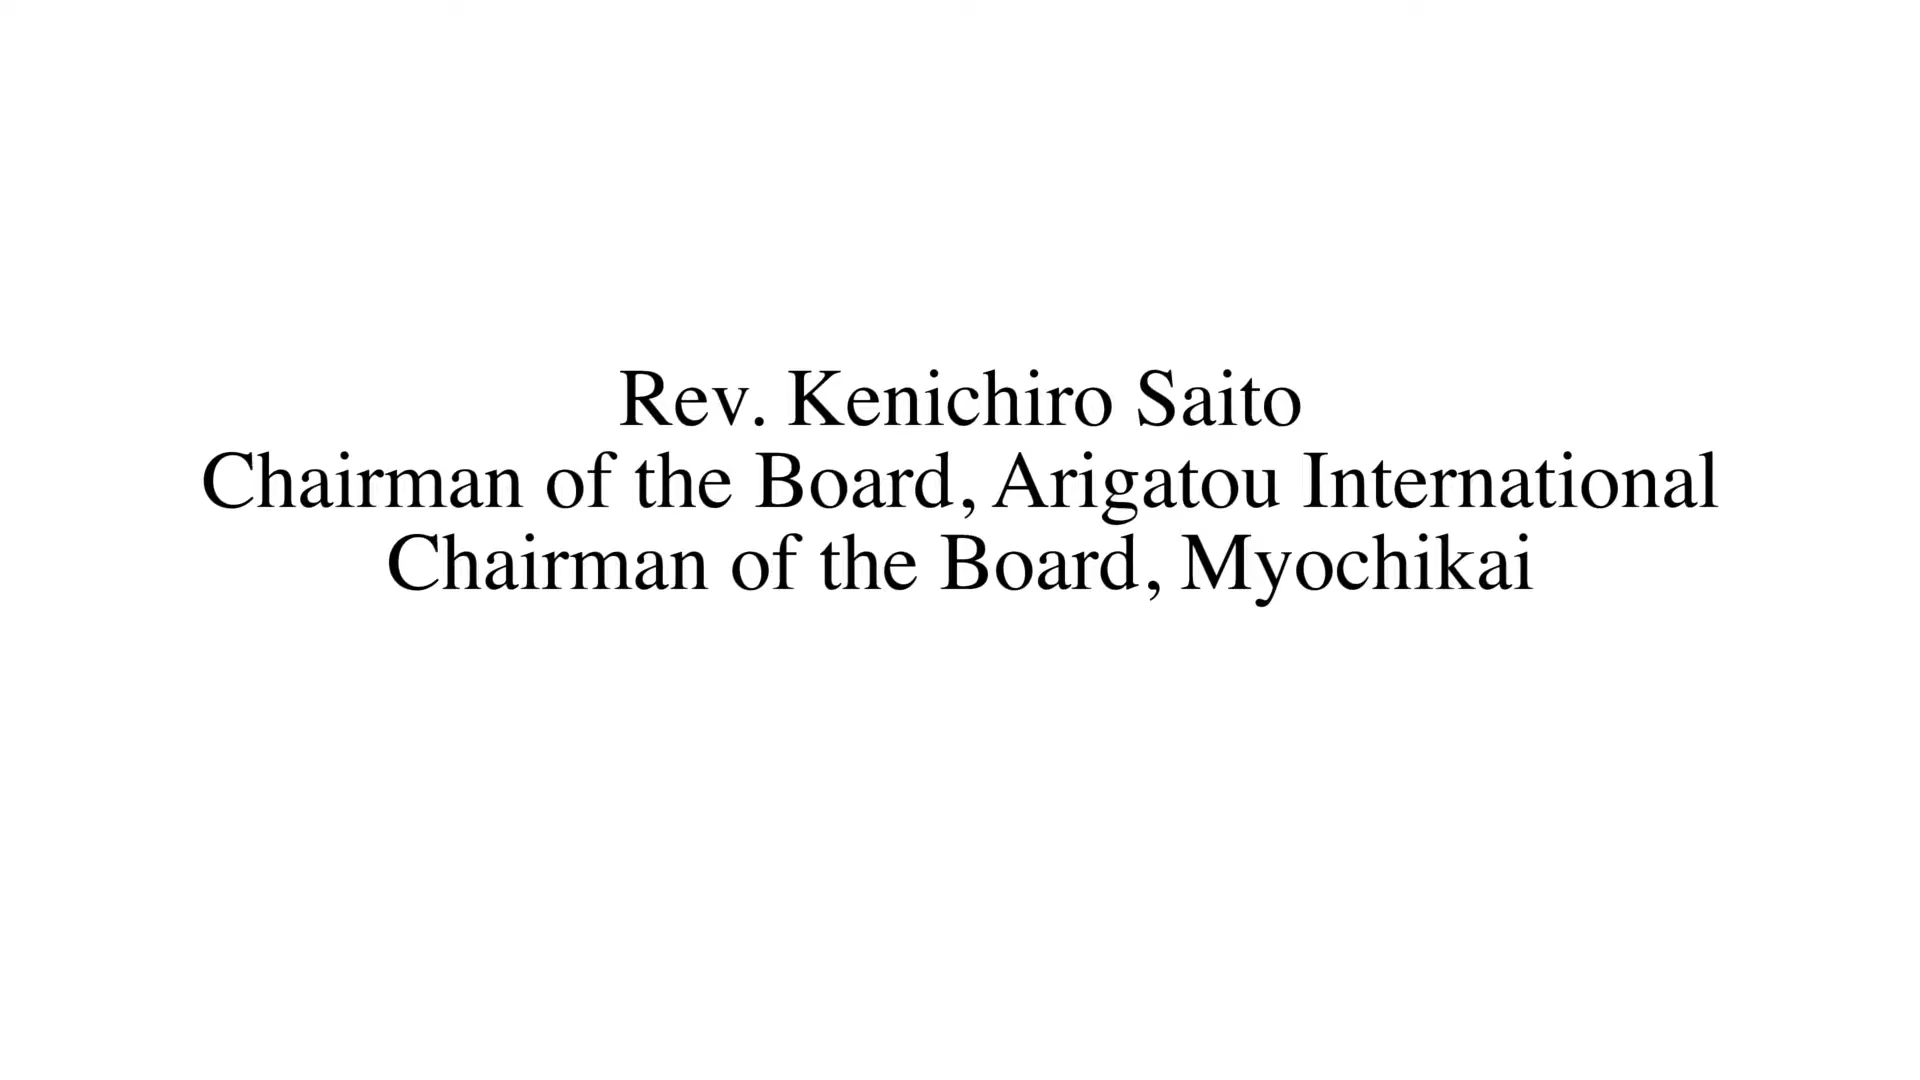 Rev. Kenichiro Saito
Chairman of the Board, Arigatou International
Chairman of the Board, Myochikai